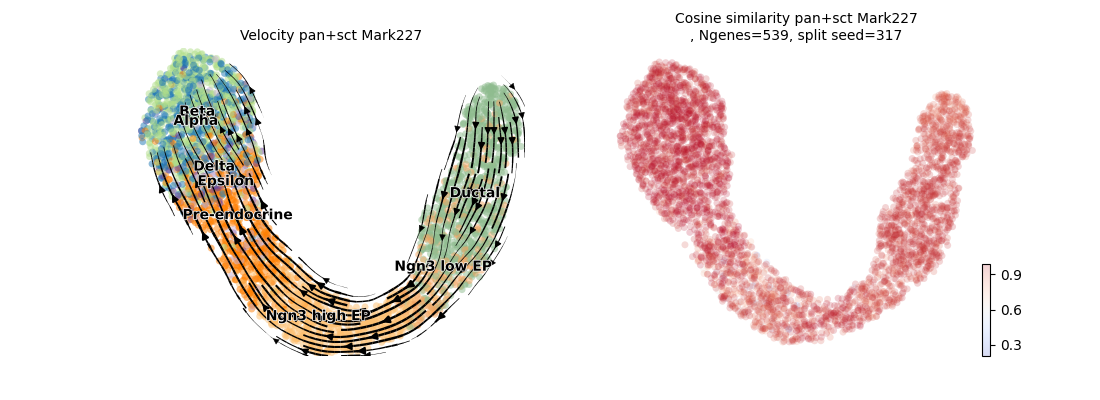 Velocity pan+sct Mark227
Beta
Alpha
Delta
Epsilon
Pre-endocrine
Ductal
Ngn3 low EP
Ngn3 high EP
Cosine similarity pan+sct Mark227
, Ngenes=539, split seed=317
0.9
0.6
0.3